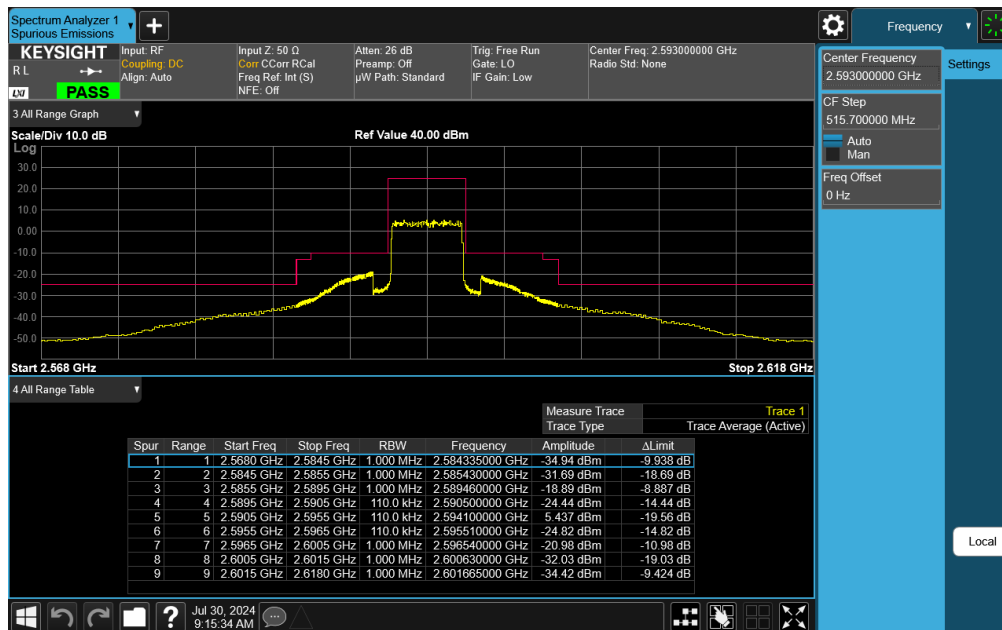 Spectrum Analyzer 1
Spurious Emissions
Frequency
KEYSIGHT
R L
LXI
PASS
Input: RF
Coupling: DC
Align: Auto
Input Z: 50 Ω
Corr CCorr RCal
Freq Ref: Int (S)
NFE: Off
Atten: 26 dB
Preamp: Off
µW Path: Standard
Trig: Free Run
Gate: LO
IF Gain: Low
Center Freq: 2.593000000 GHz
Radio Std: None
Center Frequency
2.593000000 GHz
Settings
CF Step
515.700000 MHz
Auto
Man
Freq Offset
0 Hz
3 All Range Graph
Scale/Div 10.0 dB
Ref Value 40.00 dBm
Log
30.0
20.0
10.0
0.00
-10.0
-20.0
-30.0
-40.0
-50.0
Start 2.568 GHz
Stop 2.618 GHz
4 All Range Table
Measure Trace Trace 1
Trace Type Trace Average (Active)
Spur Range Start Freq Stop Freq RBW Frequency Amplitude ΔLimit
1 1 2.5680 GHz 2.5845 GHz 1.000 MHz 2.584335000 GHz -34.94 dBm -9.938 dB
2 2 2.5845 GHz 2.5855 GHz 1.000 MHz 2.585430000 GHz -31.69 dBm -18.69 dB
3 3 2.5855 GHz 2.5895 GHz 1.000 MHz 2.589460000 GHz -18.89 dBm -8.887 dB
4 4 2.5895 GHz 2.5905 GHz 110.0 kHz 2.590500000 GHz -24.44 dBm -14.44 dB
5 5 2.5905 GHz 2.5955 GHz 110.0 kHz 2.594100000 GHz 5.437 dBm -19.56 dB
6 6 2.5955 GHz 2.5965 GHz 110.0 kHz 2.595510000 GHz -24.82 dBm -14.82 dB
7 7 2.5965 GHz 2.6005 GHz 1.000 MHz 2.596540000 GHz -20.98 dBm -10.98 dB
8 8 2.6005 GHz 2.6015 GHz 1.000 MHz 2.600630000 GHz -32.03 dBm -19.03 dB
9 9 2.6015 GHz 2.6180 GHz 1.000 MHz 2.601665000 GHz -34.42 dBm -9.424 dB
Local
Jul 30, 2024
9:15:34 AM